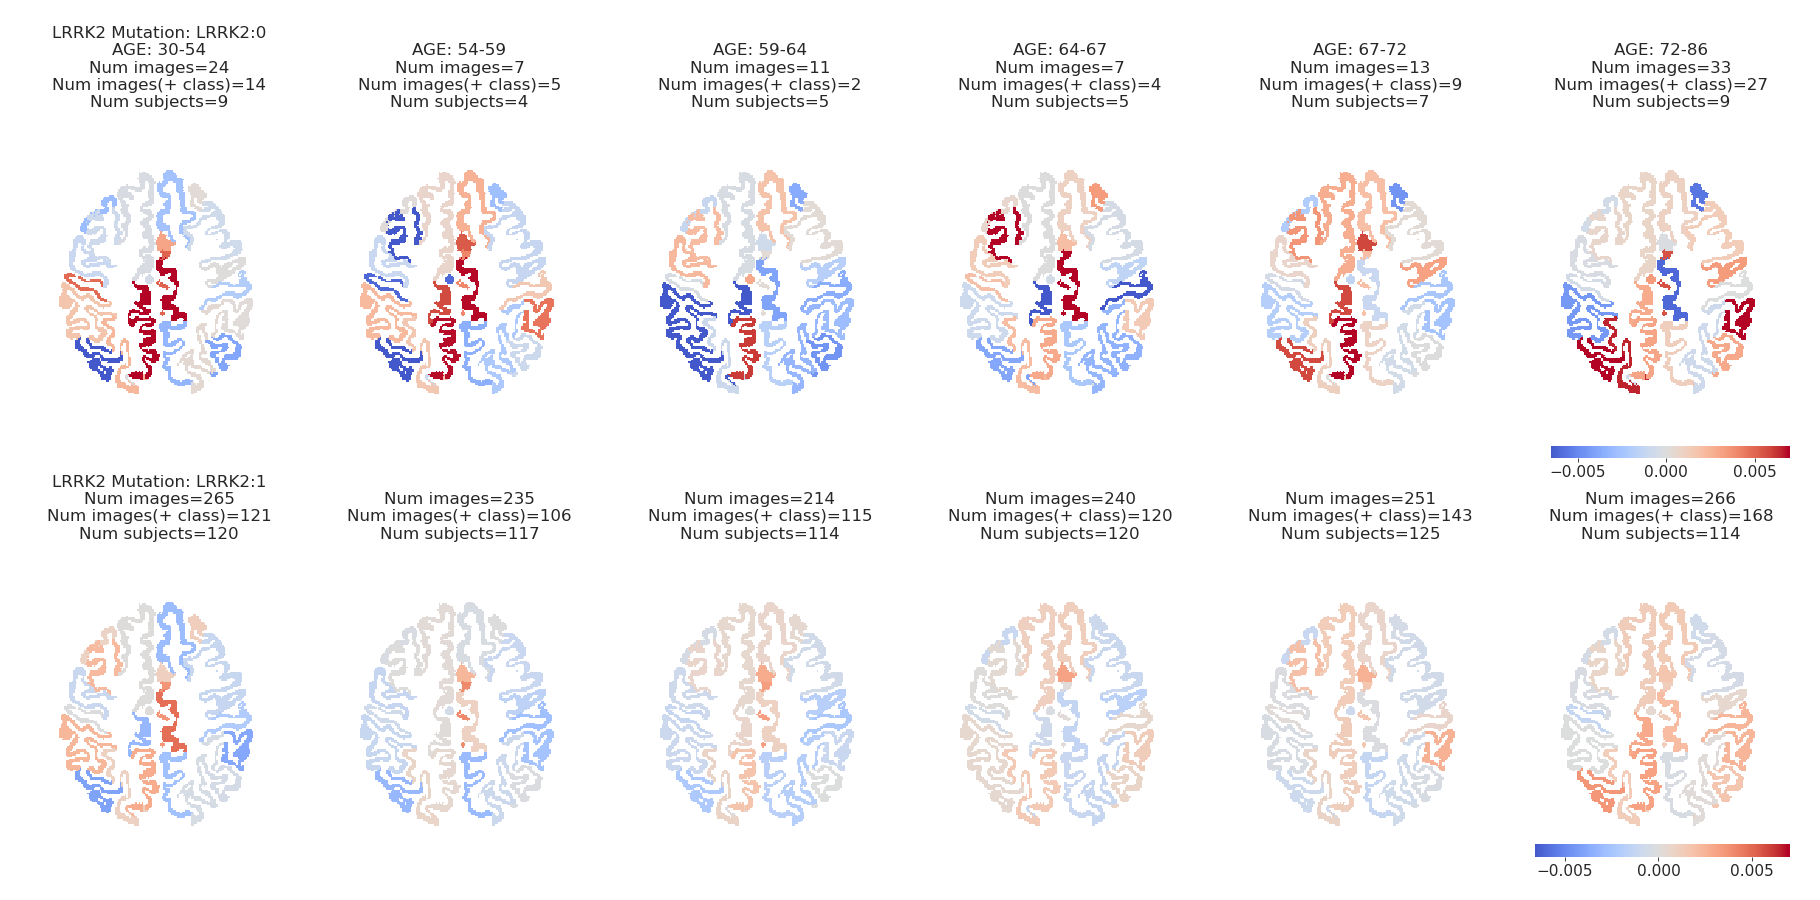 LRRK2 Mutation: LRRK2:0
AGE: 30-54
Num images=24
Num images(+ class)=14
Num subjects=9
AGE: 54-59
Num images=7
Num images(+ class)=5
Num subjects=4
AGE: 59-64
Num images=11
Num images(+ class)=2
Num subjects=5
AGE: 64-67
Num images=7
Num images(+ class)=4
Num subjects=5
AGE: 67-72
Num images=13
Num images(+ class)=9
Num subjects=7
AGE: 72-86
Num images=33
Num images(+ class)=27
Num subjects=9
−0.005 0.000 0.005
LRRK2 Mutation: LRRK2:1
Num images=265
Num images(+ class)=121
Num subjects=120
Num images=235
Num images(+ class)=106
Num subjects=117
Num images=214
Num images(+ class)=115
Num subjects=114
Num images=240
Num images(+ class)=120
Num subjects=120
Num images=251
Num images(+ class)=143
Num subjects=125
Num images=266
Num images(+ class)=168
Num subjects=114
−0.005 0.000 0.005